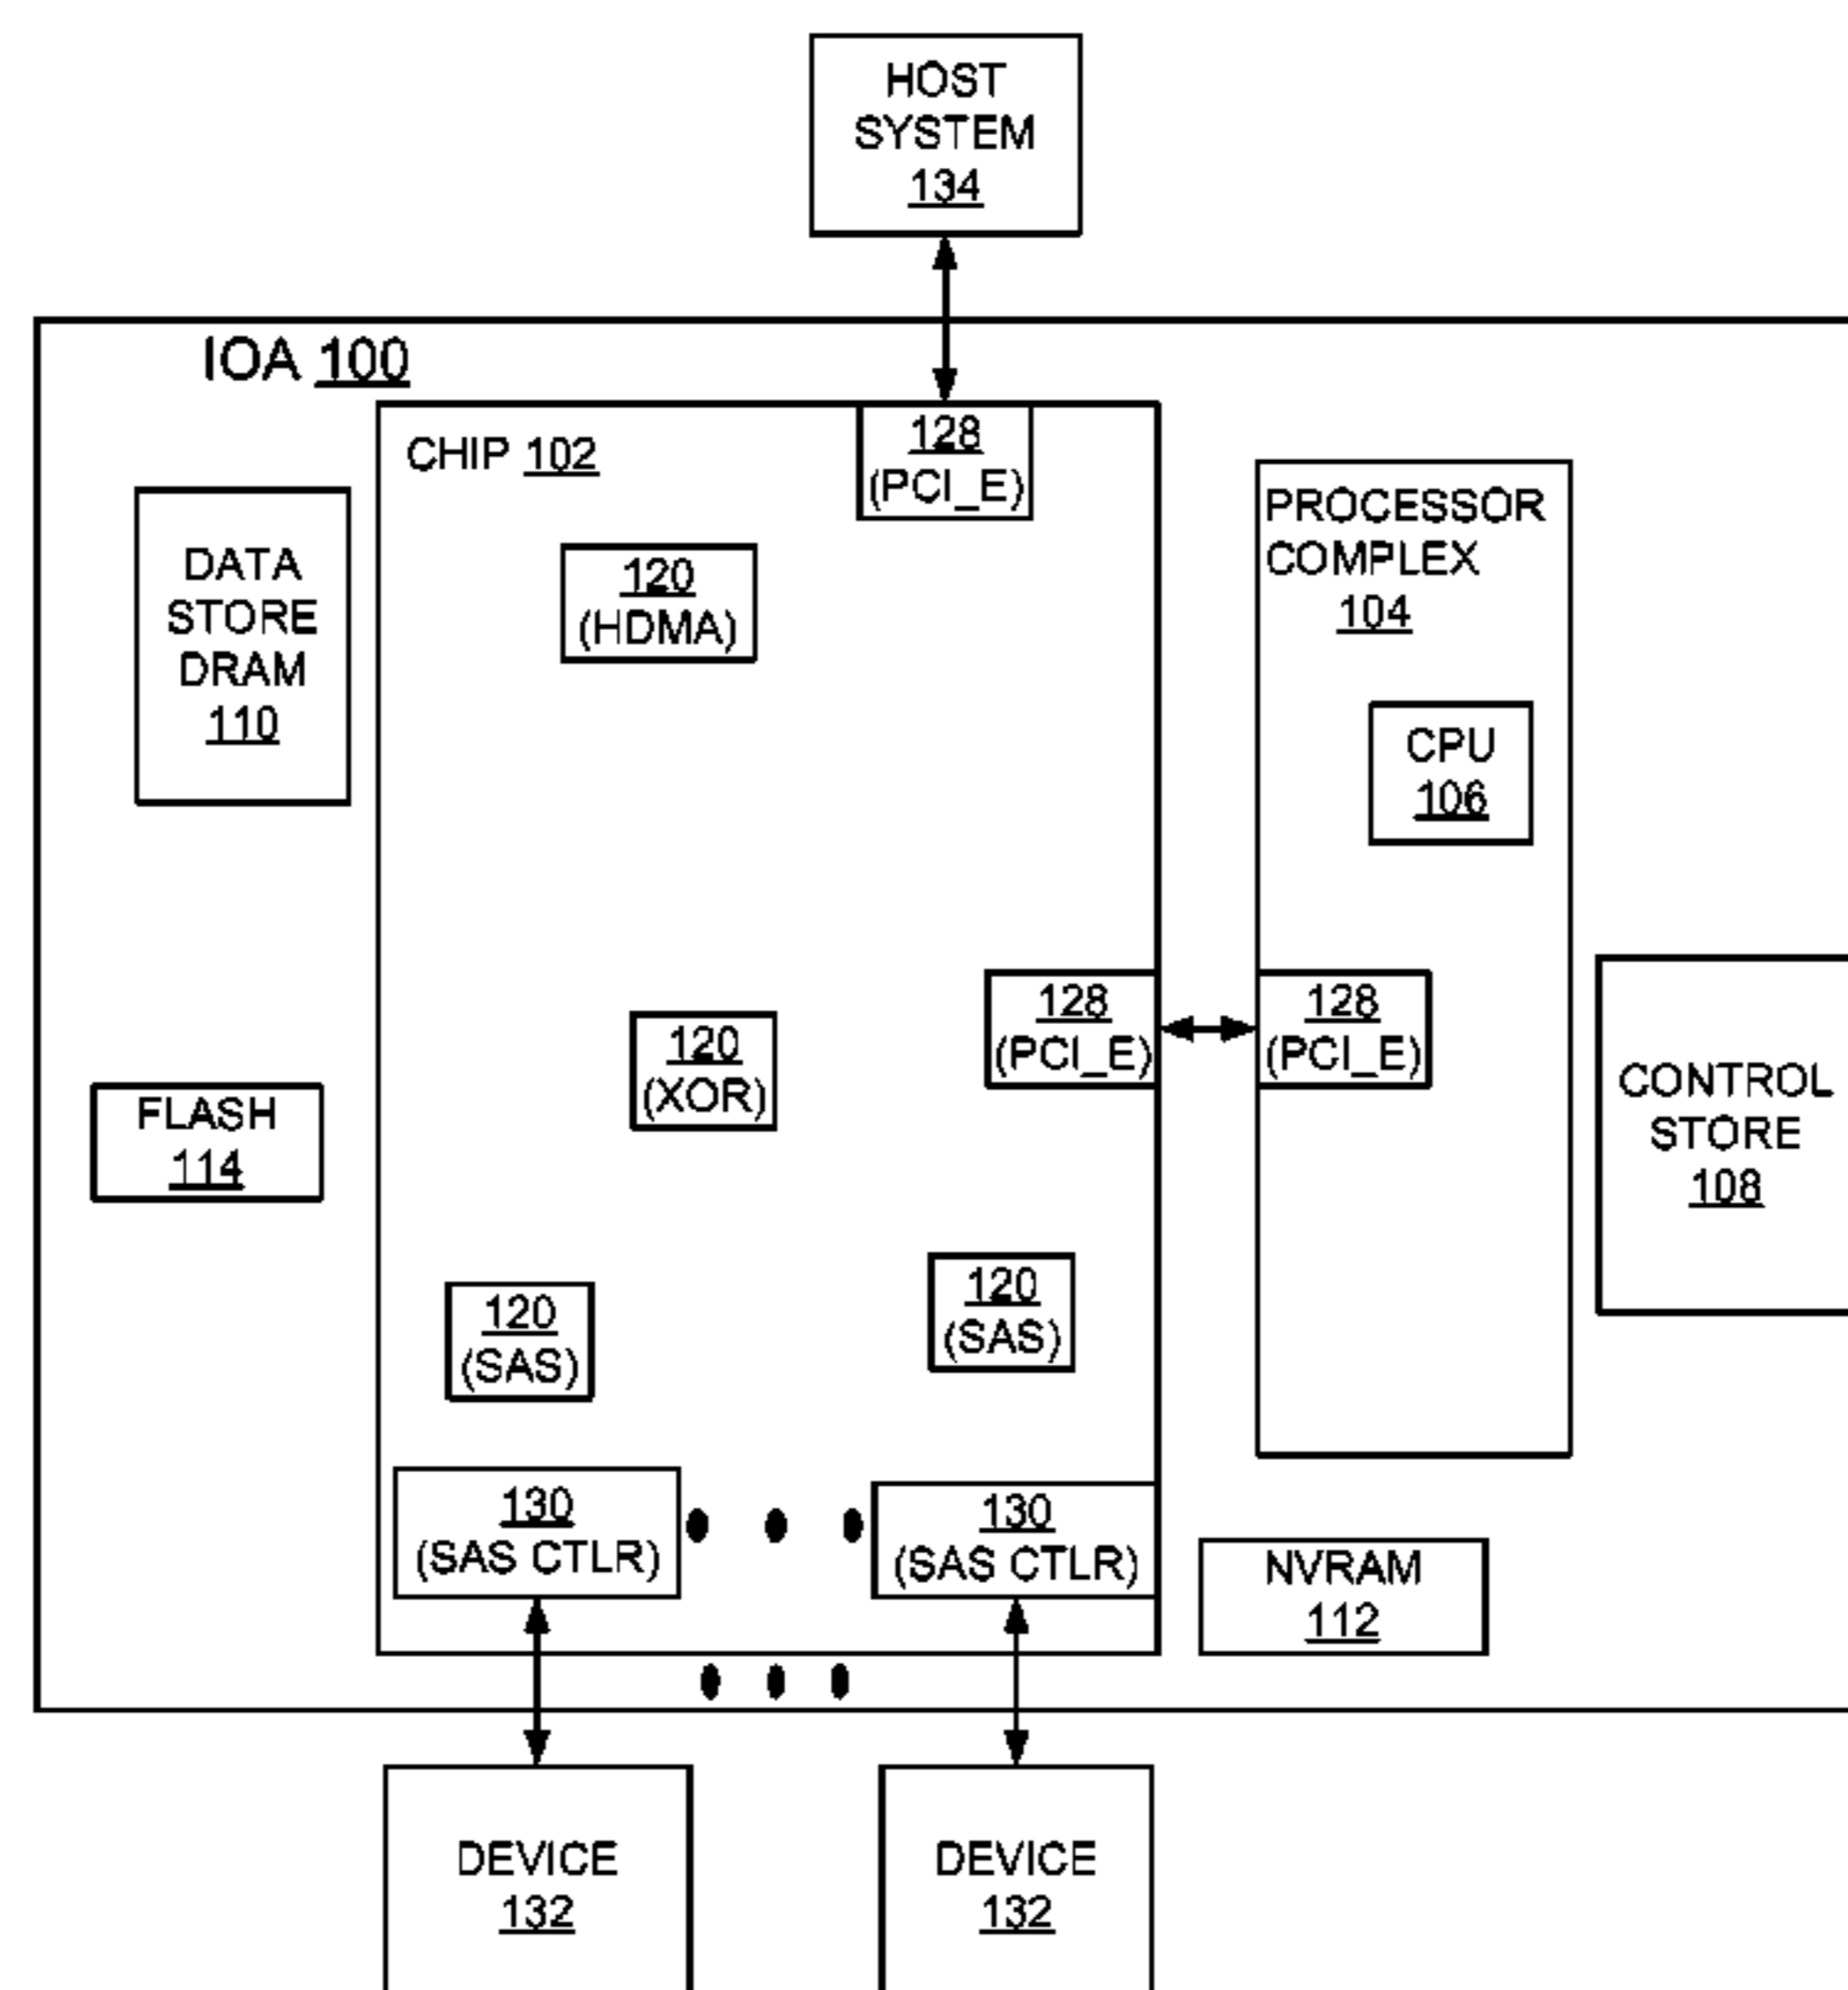 HOST
SYSTEM
134
IOA 100
CHIP 102
128
(PCI_E)
DATA
STORE
DRAM
110
120
(HDMA)
PROCESSOR
COMPLEX
104
CPU
106
128
(PCI_E)
128
(PCI_E)
120
(XOR)
CONTROL
STORE
108
FLASH
114
120
(SAS)
120
(SAS)
130
(SAS CTLR)
130
(SAS CTLR)
NVRAM
112
DEVICE
132
DEVICE
132